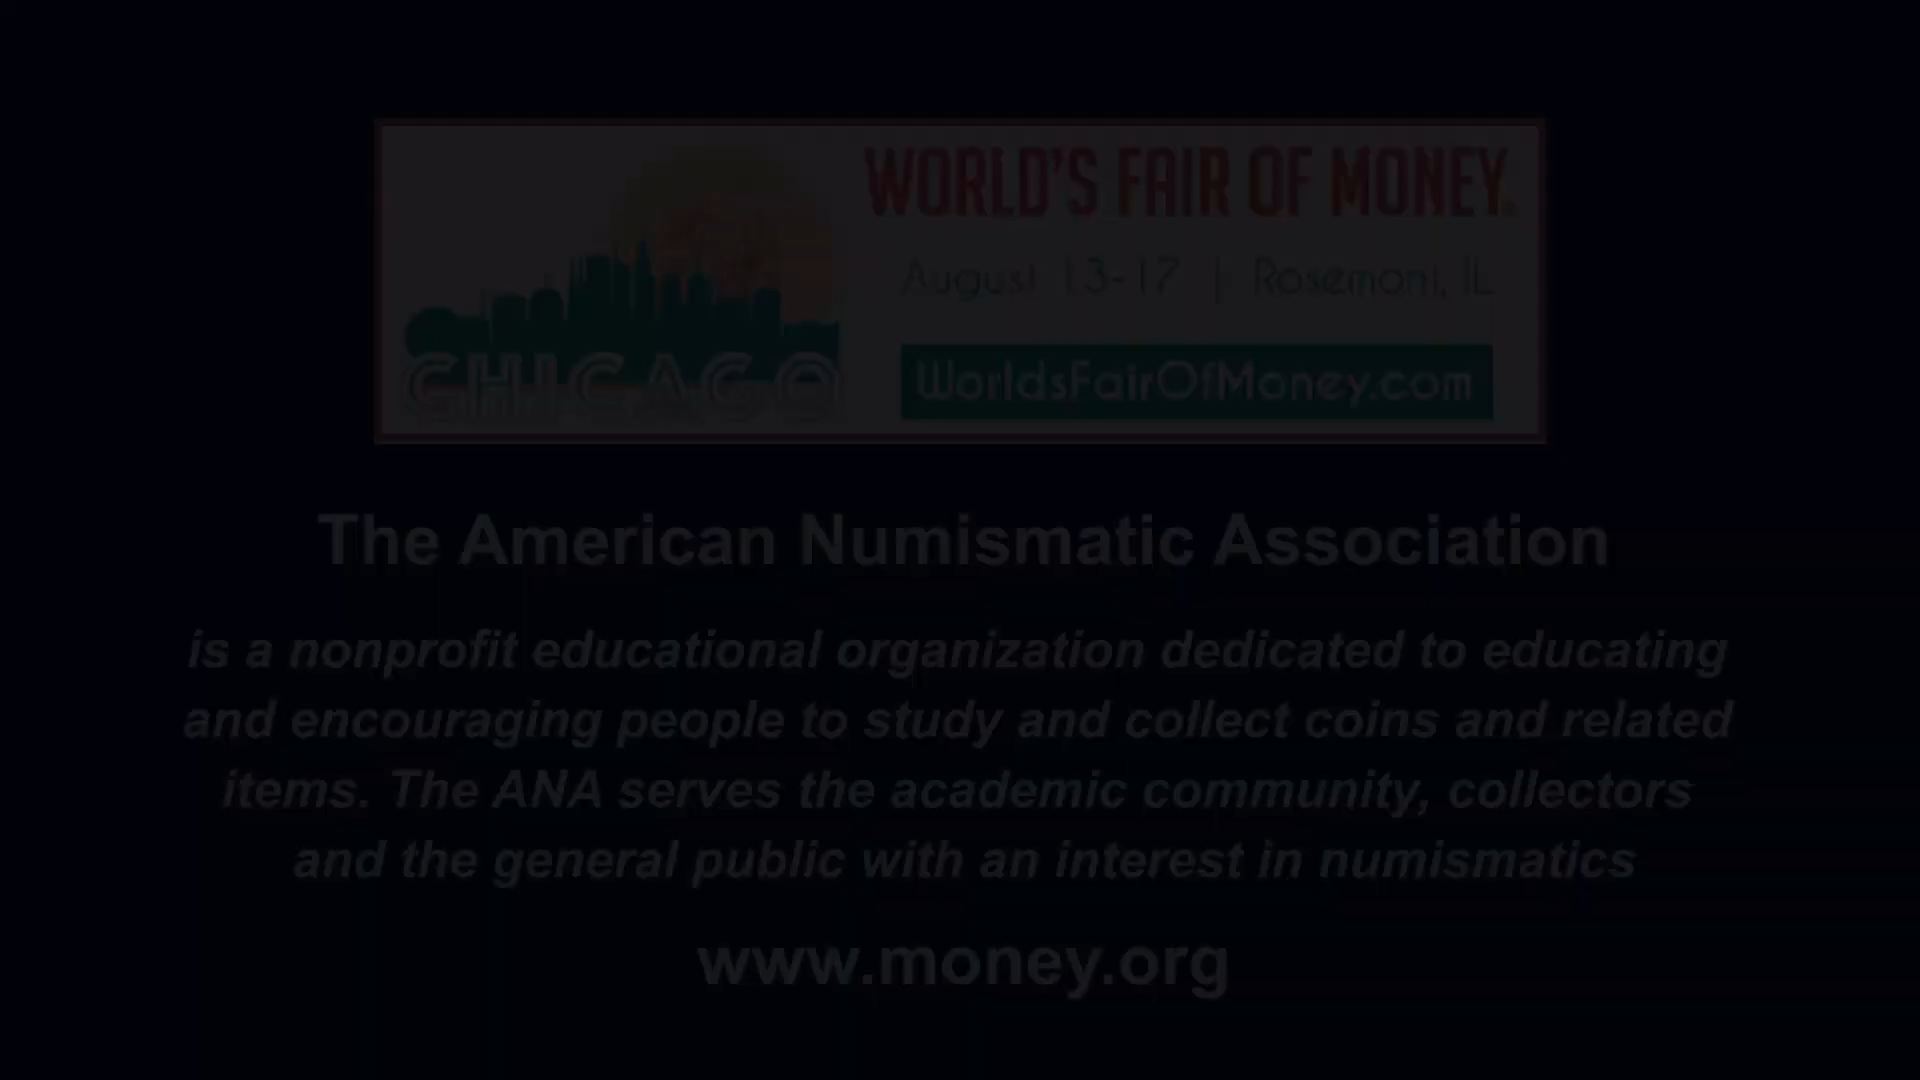 WORLD'S FAIR OF MONEY®
August 13-17 | Rosemont, IL
CHICAGO
WorldsFairOfMoney.com
The American Numismatic Association
is a nonprofit educational organization dedicated to educating
and encouraging people to study and collect coins and related
items. The ANA serves the academic community, collectors
and the general public with an interest in numismatics
www.money.org